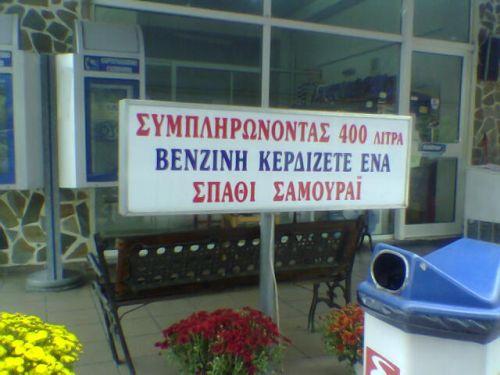 ΣΥΜΠΛΗΡΩΝΟΝΤΑΣ 400 ΛΙΤΡΑ
ΒΕΝΖΙΝΗ ΚΕΡΔΙΖΕΤΕ ΕΝΑ
ΣΠΑΘΙ ΣΑΜΟΥΡΑΪ